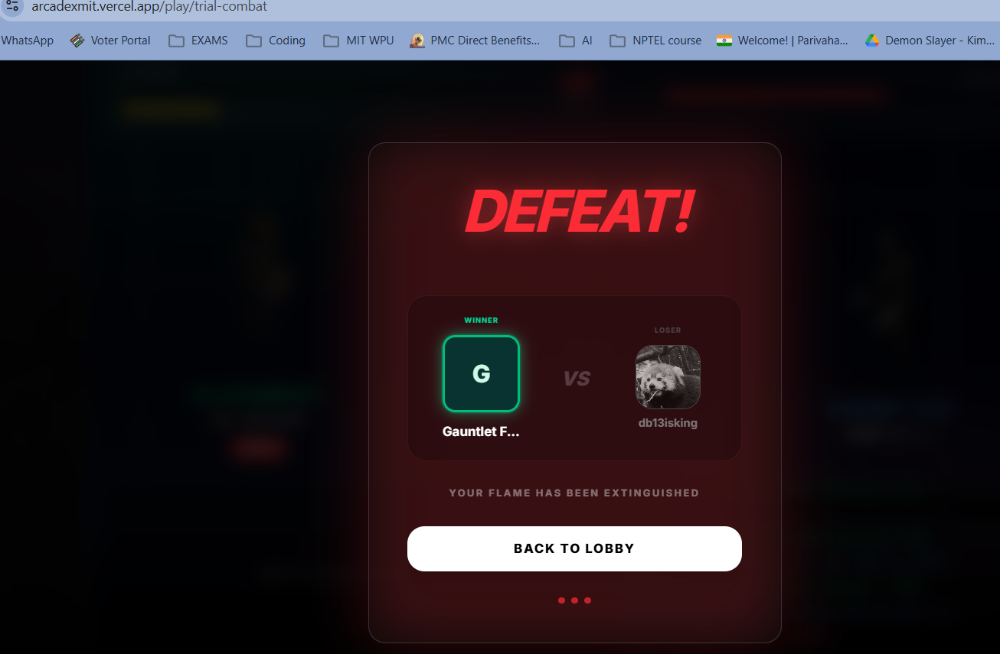 arcadexmit.vercel.app/play/trial-combat
WhatsApp Voter Portal EXAMS Coding MIT WPU PMC Direct Benefits... AI NPTEL course Welcome! | Parivaha... Demon Slayer - Kim...
DEFEAT!
WINNER
LOSER
G
VS
db13isking
Gauntlet F...
YOUR FLAME HAS BEEN EXTINGUISHED
BACK TO LOBBY